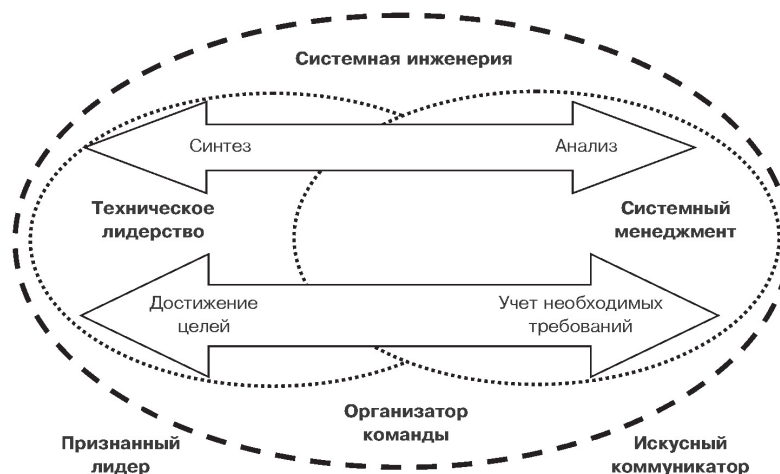 Системная инженерия
Синтез
Анализ
Техническое
лидерство
Системный
менеджмент
Достижение
целей
Учет необходимых
требований
Организатор
команды
Признанный
лидер
Искусный
коммуникатор